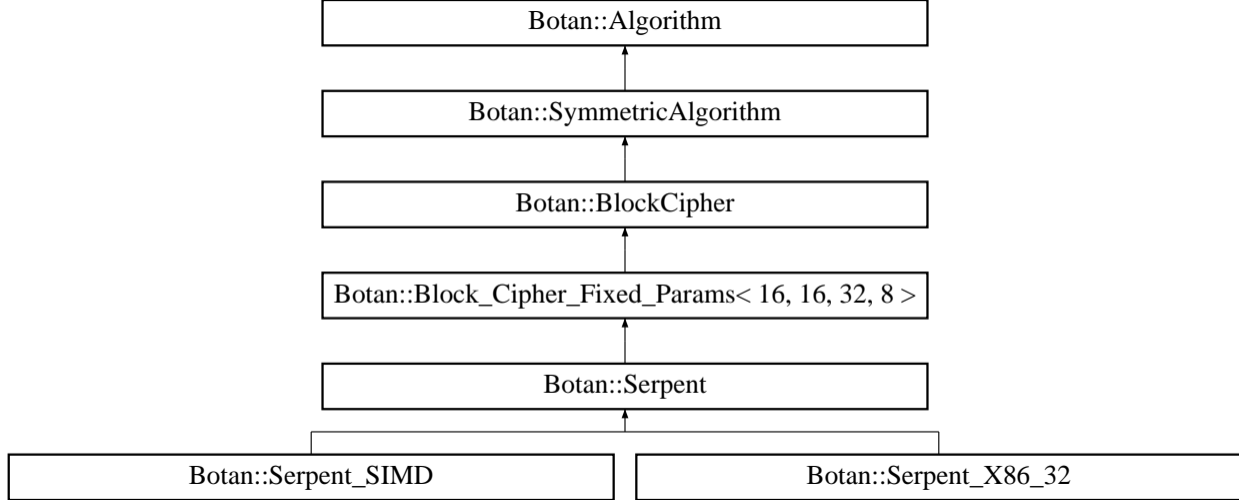 Botan::Algorithm
Botan::SymmetricAlgorithm
Botan::BlockCipher
Botan::Block_Cipher_Fixed_Params< 16, 16, 32, 8 >
Botan::Serpent
Botan::Serpent_SIMD
Botan::Serpent_X86_32